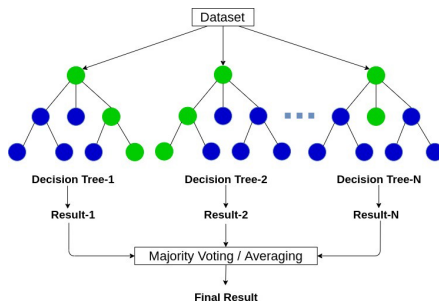 Dataset
Decision Tree-1 Decision Tree-2 Decision Tree-N
Result-1 Result-2 Result-N
Majority Voting / Averaging
Final Result